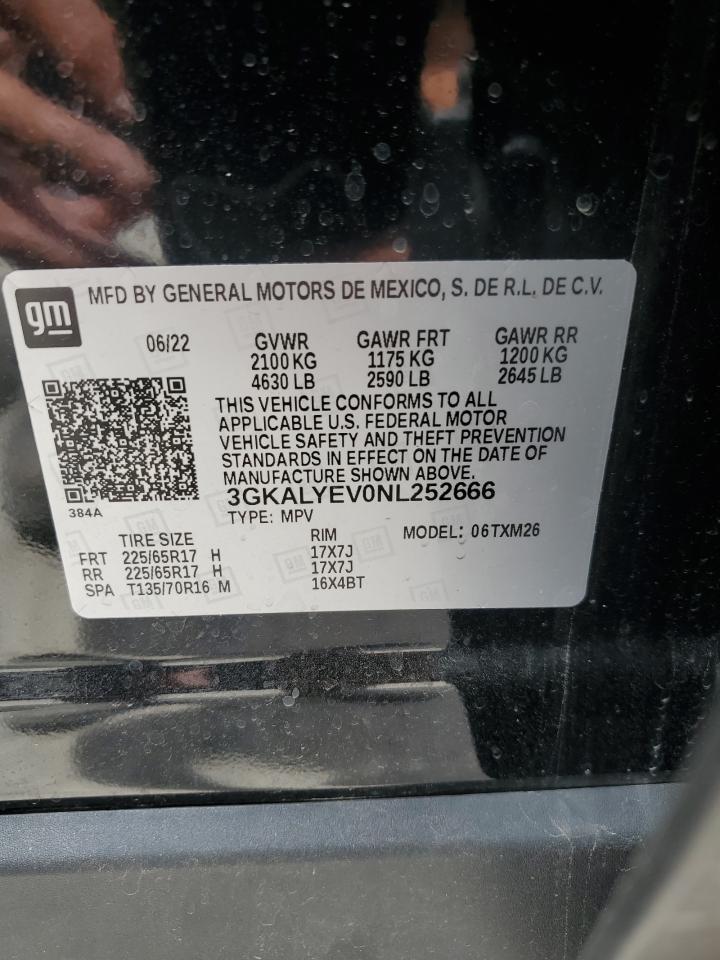 gm
MFD BY GENERAL MOTORS DE MEXICO, S. DE R.L. DE C.V.
06/22 GVWR GAWR FRT GAWR RR
2100 KG 1175 KG 1200 KG
4630 LB 2590 LB 2645 LB
THIS VEHICLE CONFORMS TO ALL
APPLICABLE U.S. FEDERAL MOTOR
VEHICLE SAFETY AND THEFT PREVENTION
STANDARDS IN EFFECT ON THE DATE OF
MANUFACTURE SHOWN ABOVE.
3GKALYEV0NL252666
384A
TYPE: MPV
TIRE SIZE RIM MODEL: 06TXM26
FRT 225/65R17 H 17X7J
RR 225/65R17 H 17X7J
SPA T135/70R16 M 16X4BT